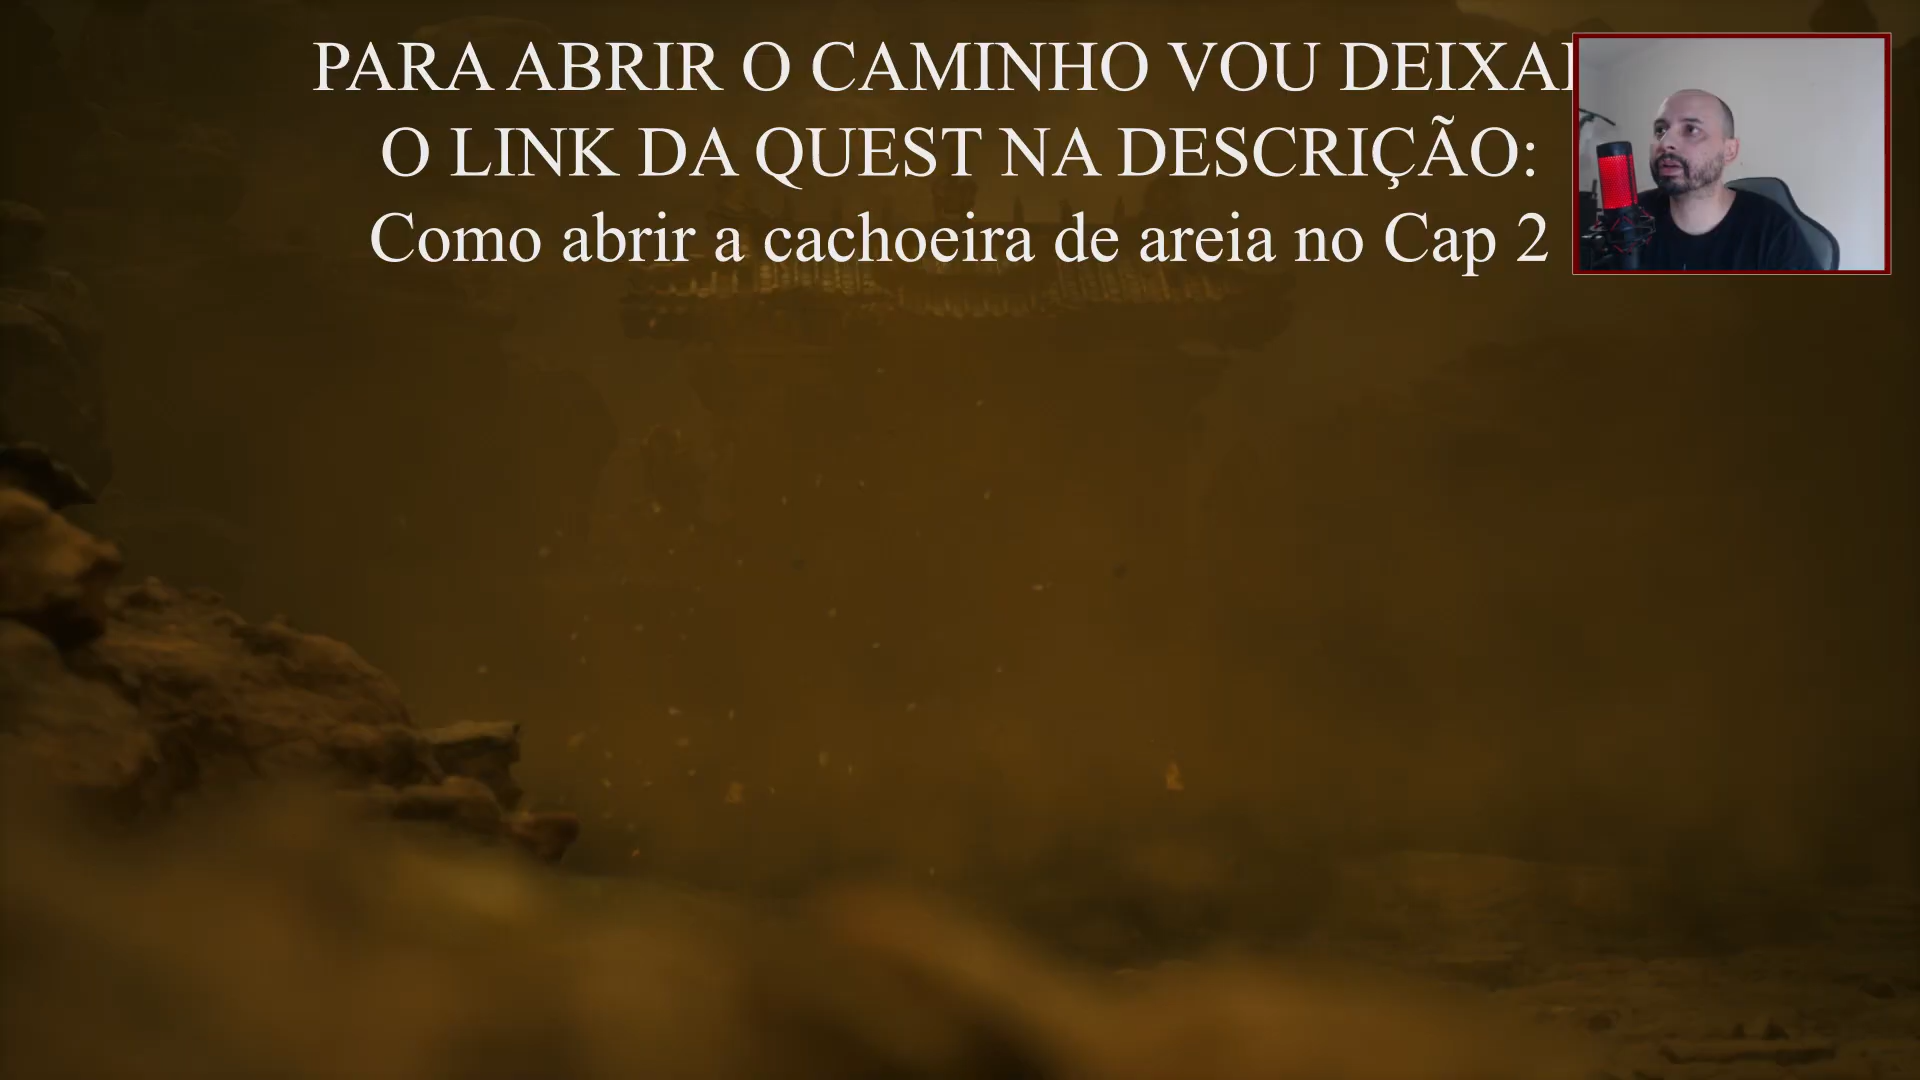 PARA ABRIR O CAMINHO VOU DEIXAR
O LINK DA QUEST NA DESCRIÇÃO:
Como abrir a cachoeira de areia no Cap 2